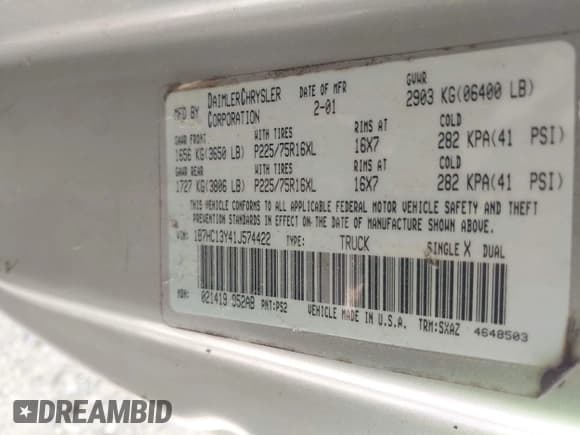 MFD BY DAIMLERCHRYSLER CORPORATION DATE OF MFR 2-01 GVWR 2903 KG(06400 LB)
GAWR FRONT WITH TIRES RIMS AT COLD
1656 KG(3650 LB) P225/75R16XL 16X7 282 KPA(41 PSI)
GAWR REAR WITH TIRES RIMS AT COLD
1727 KG(3806 LB) P225/75R16XL 16X7 282 KPA(41 PSI)
THIS VEHICLE CONFORMS TO ALL APPLICABLE FEDERAL MOTOR VEHICLE SAFETY AND THEFT
PREVENTION STANDARDS IN EFFECT ON THE DATE OF MANUFACTURE SHOWN ABOVE.
VIN: 1B7HC13Y41J574422 TYPE: TRUCK SINGLE X DUAL
MDH: 021419 952AB PNT:PS2 VEHICLE MADE IN U.S.A. TRM:SXAZ 4648503
DREAMBID